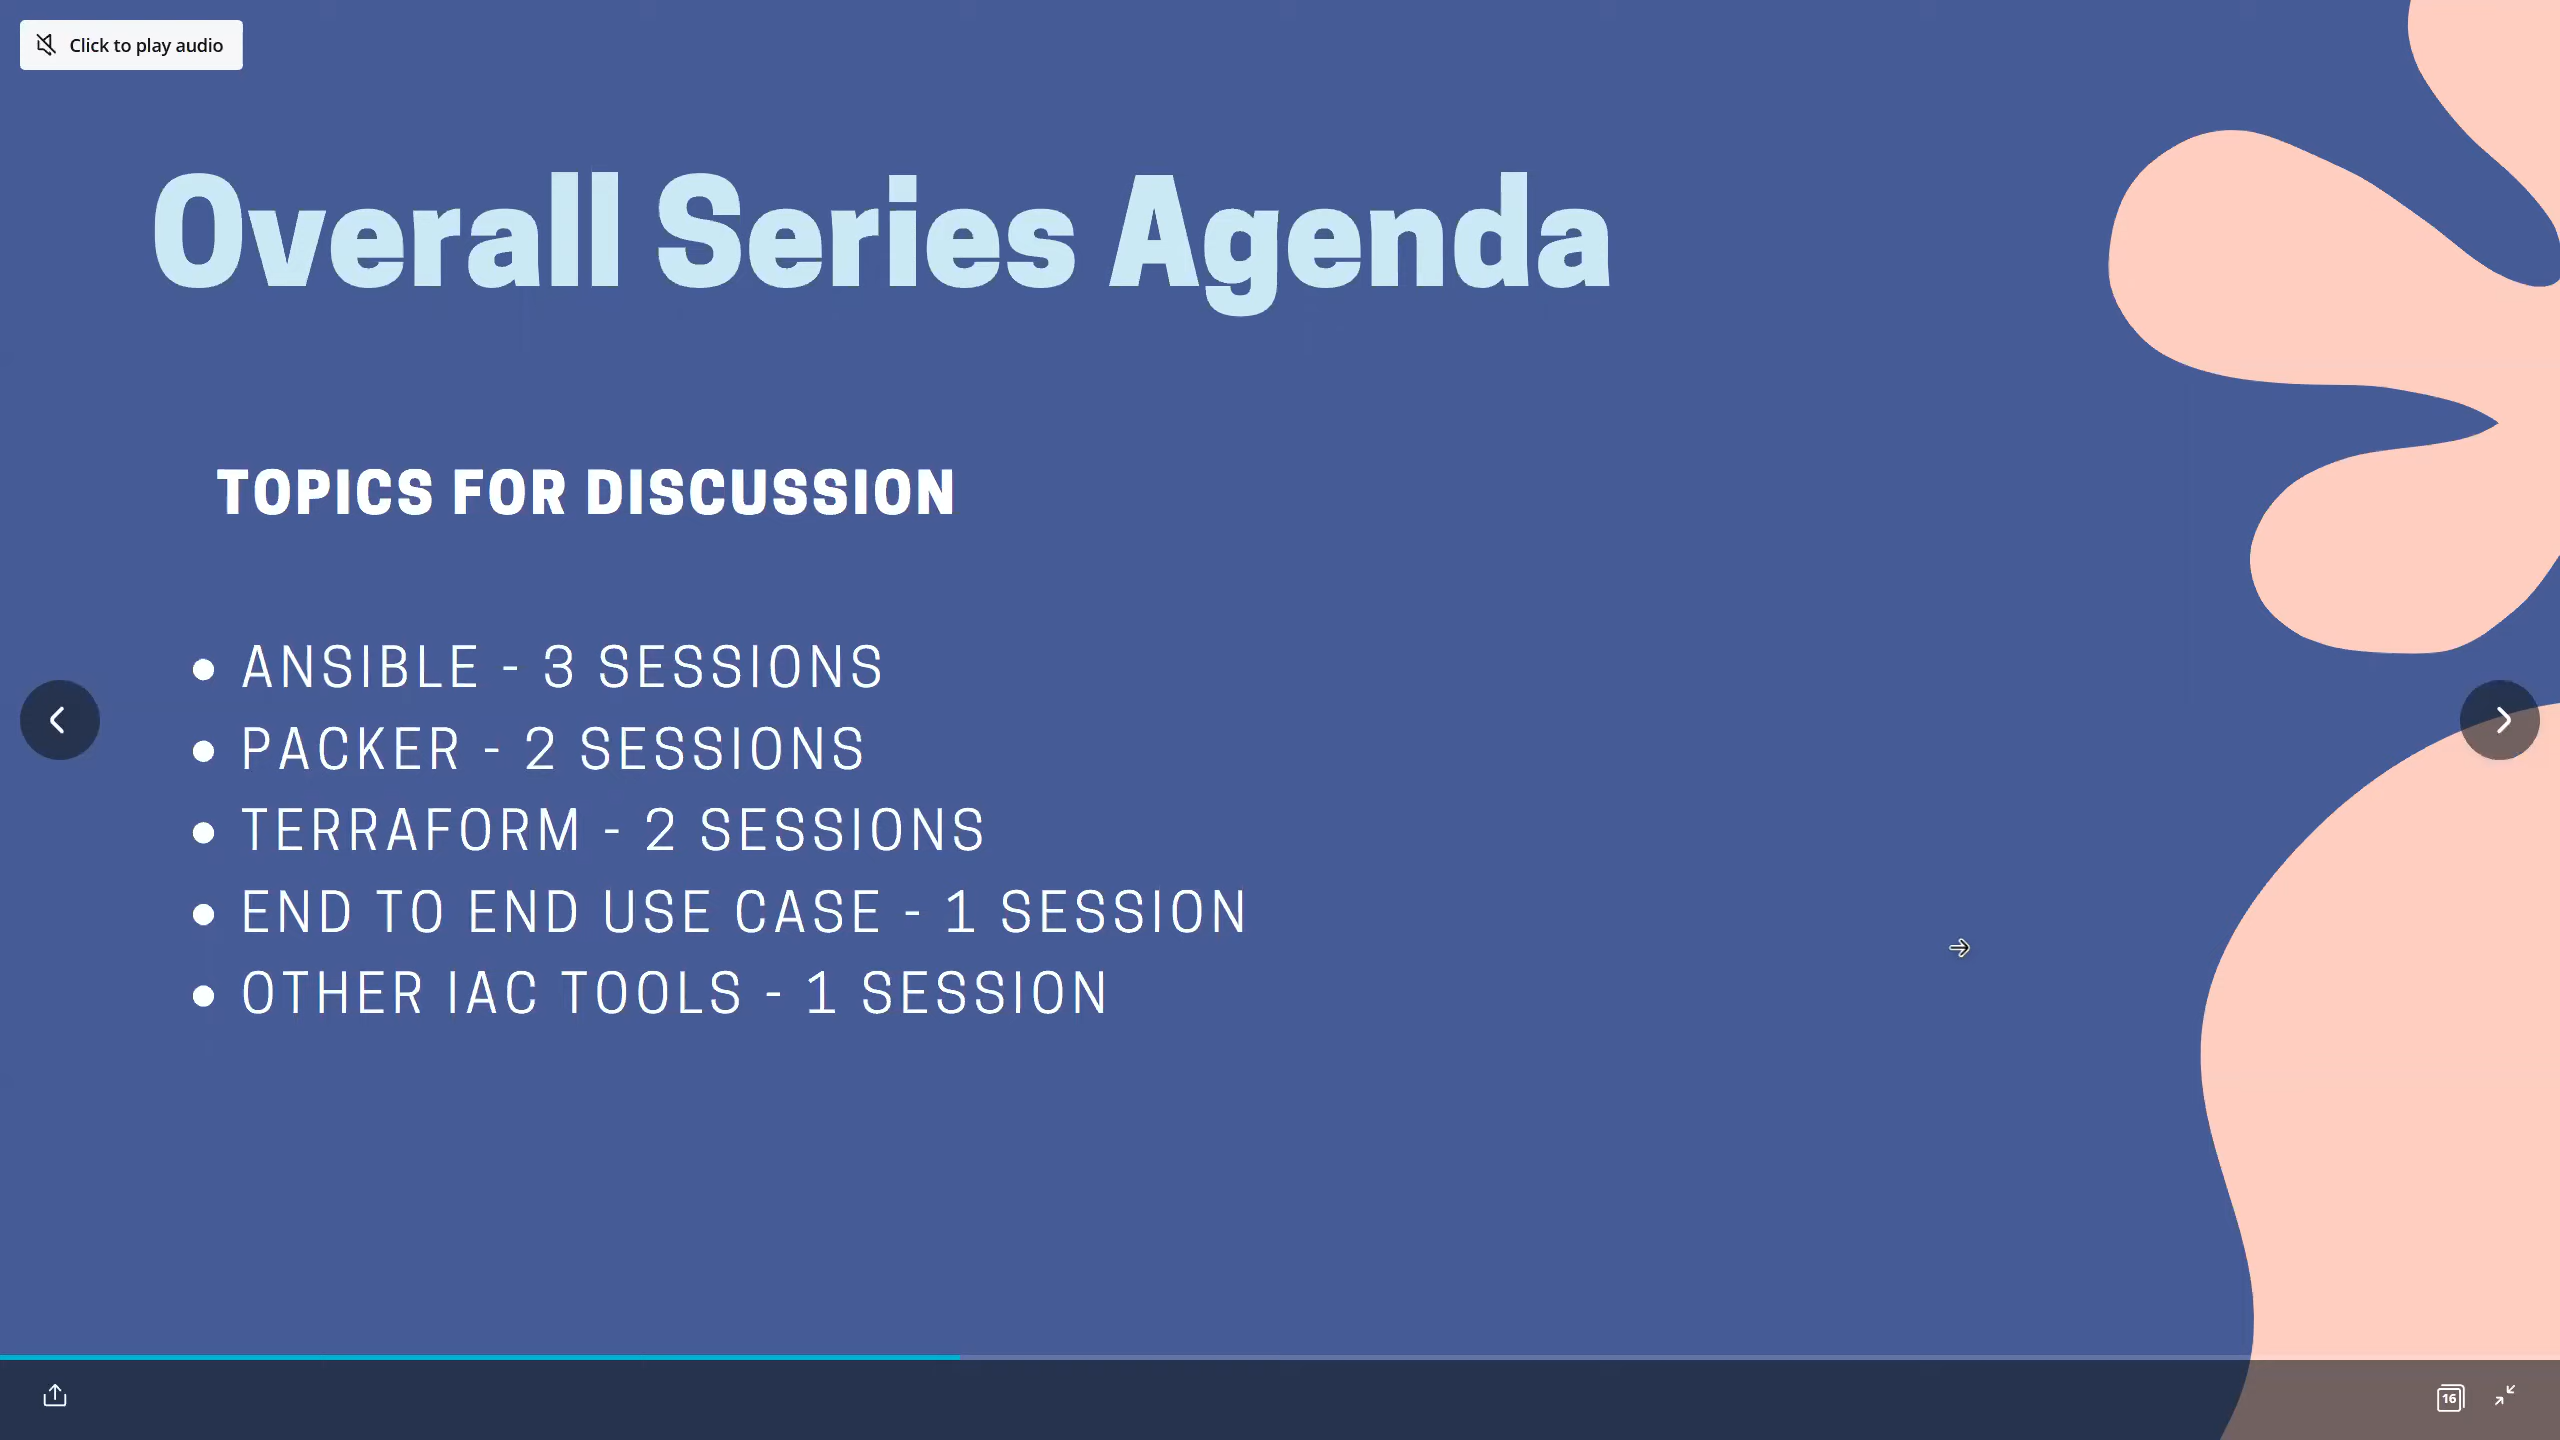 Click to play audio
Overall Series Agenda
TOPICS FOR DISCUSSION
• ANSIBLE - 3 SESSIONS
• PACKER - 2 SESSIONS
• TERRAFORM - 2 SESSIONS
• END TO END USE CASE - 1 SESSION
• OTHER IAC TOOLS - 1 SESSION
16